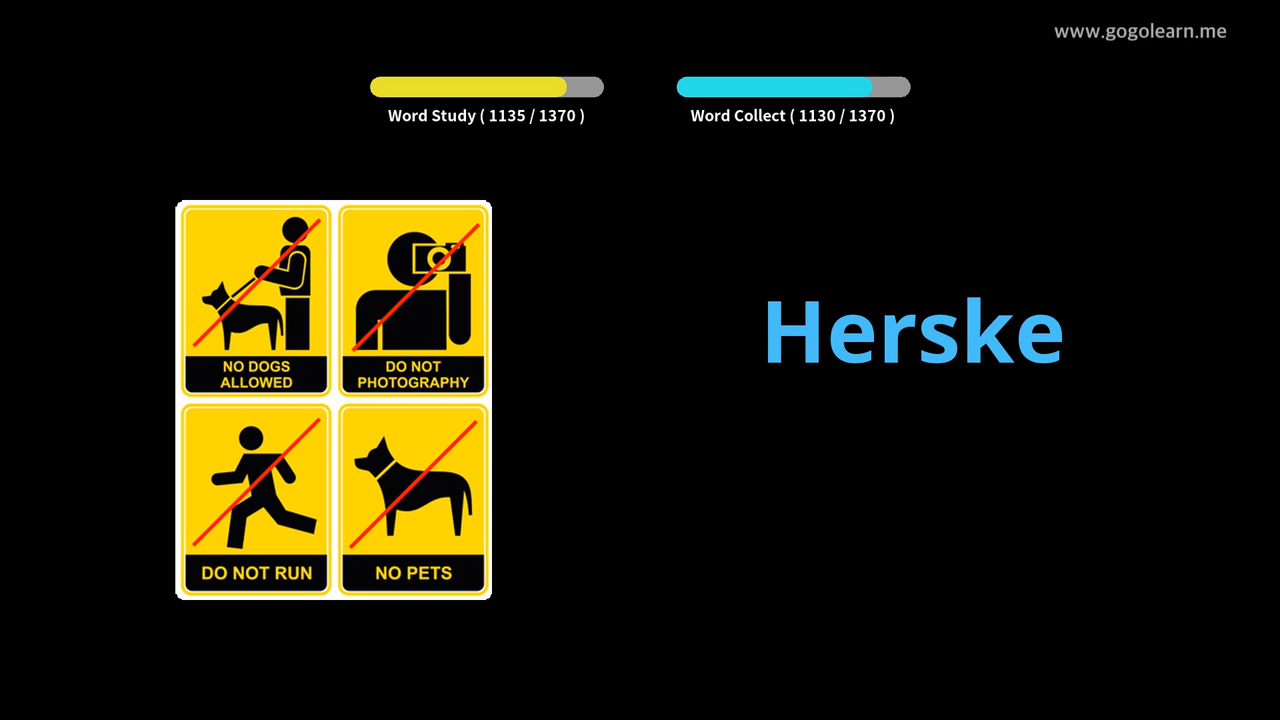 www.gogolearn.me
Word Study ( 1135 / 1370 )
Word Collect ( 1130 / 1370 )
NO DOGS
ALLOWED
DO NOT
PHOTOGRAPHY
Herske
DO NOT RUN
NO PETS